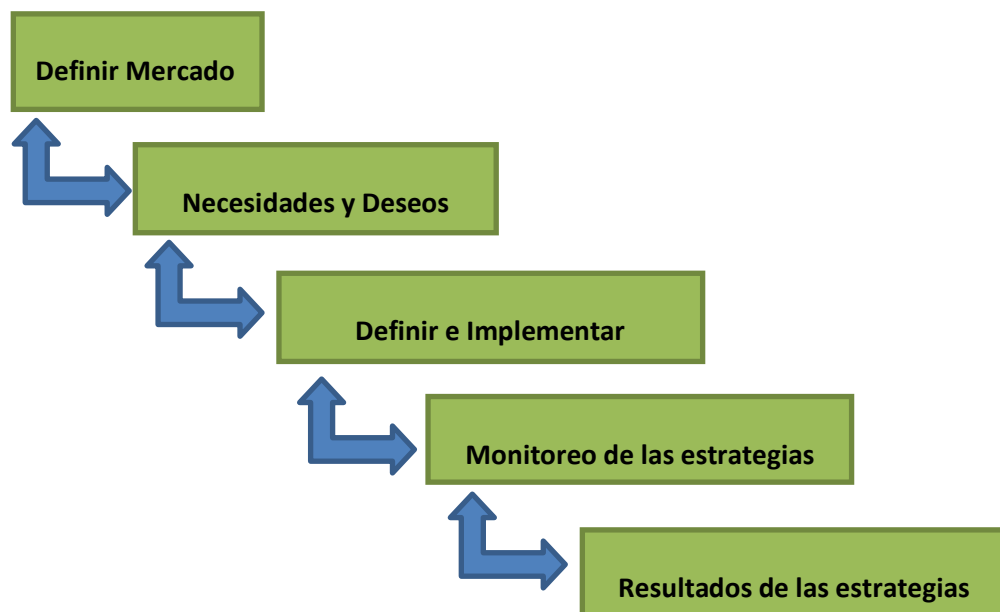 Definir Mercado
Necesidades y Deseos
Definir e Implementar
Monitoreo de las estrategias
Resultados de las estrategias